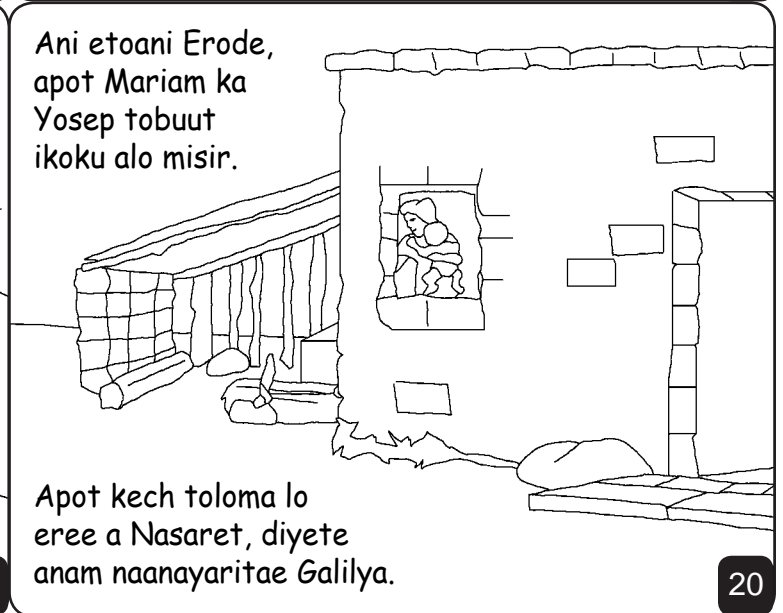 Ani etoani Erode,
apot Mariam ka
Yosep tobuut
ikoku alo misir.
Apot kech toloma lo
eree a Nasaret, diyete
anam naanayaritae Galilya.
20